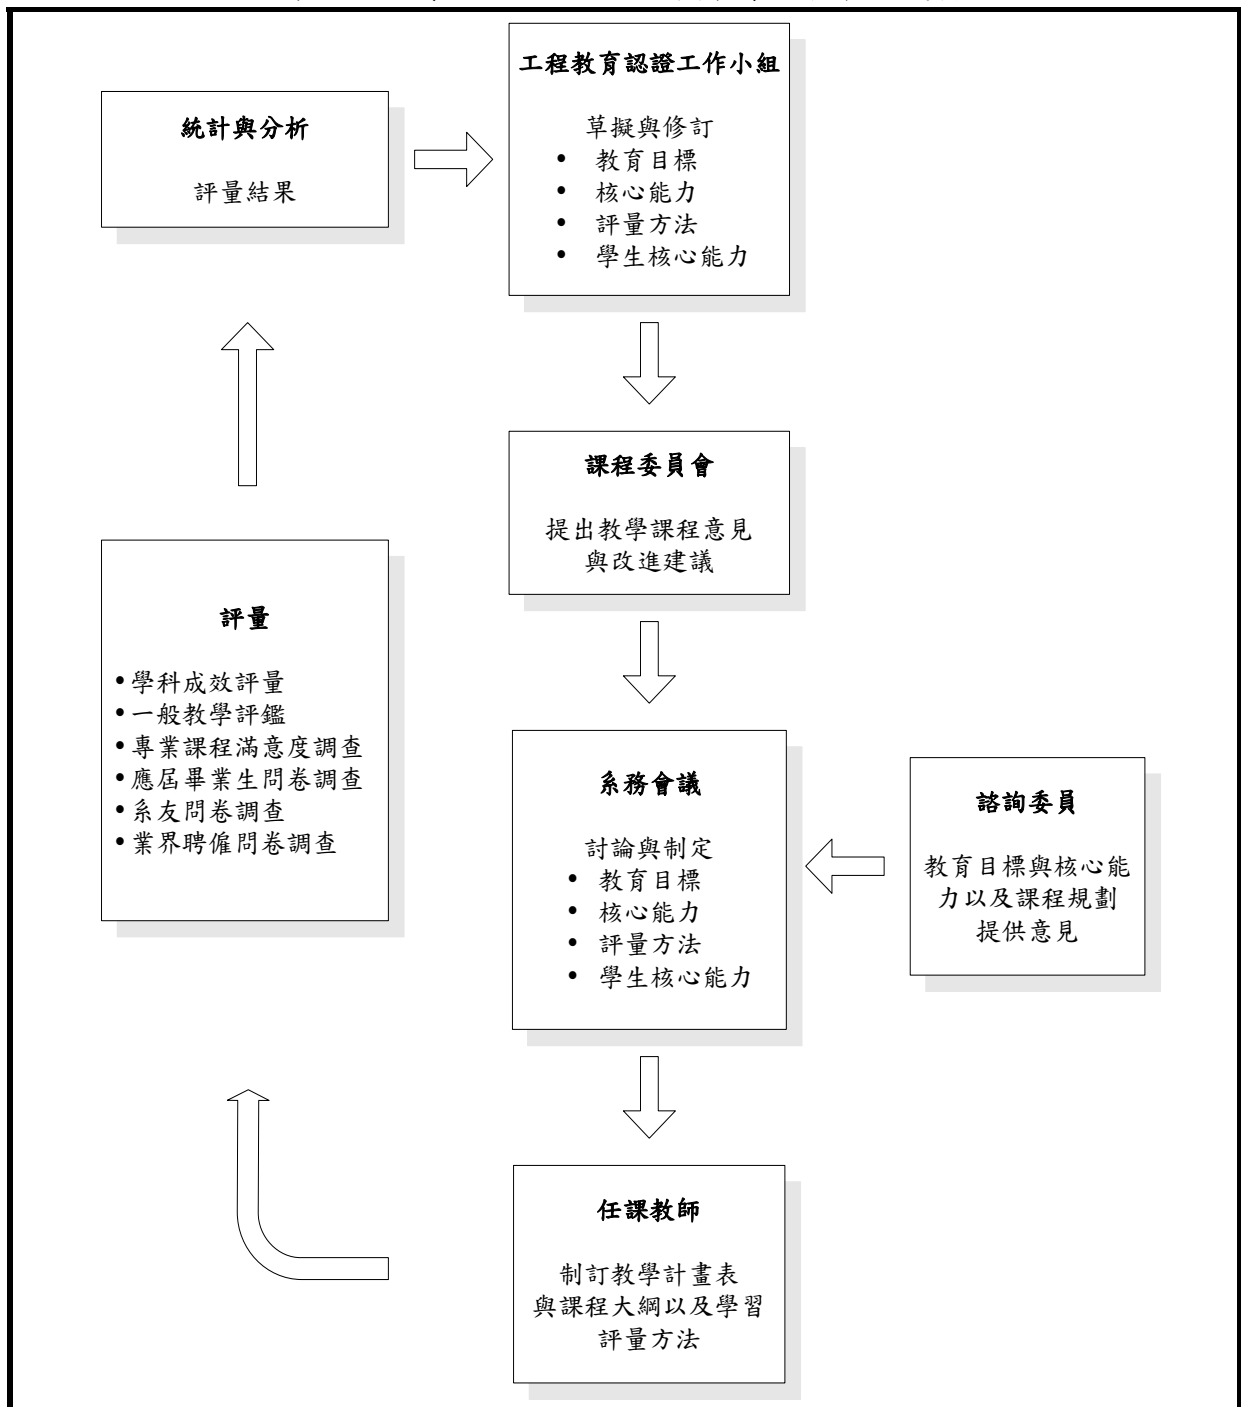 工程教育認證工作小組
草擬與修訂
• 教育目標
• 核心能力
• 評量方法
• 學生核心能力
統計與分析
評量結果
課程委員會
提出教學課程意見
與改進建議
評量
•學科成效評量
•一般教學評鑑
•專業課程滿意度調查
•應屆畢業生問卷調查
•系友問卷調查
•業界聘僱問卷調查
系務會議
討論與制定
• 教育目標
• 核心能力
• 評量方法
• 學生核心能力
諮詢委員
教育目標與核心能
力以及課程規劃
提供意見
任課教師
制訂教學計畫表
與課程大綱以及學習
評量方法